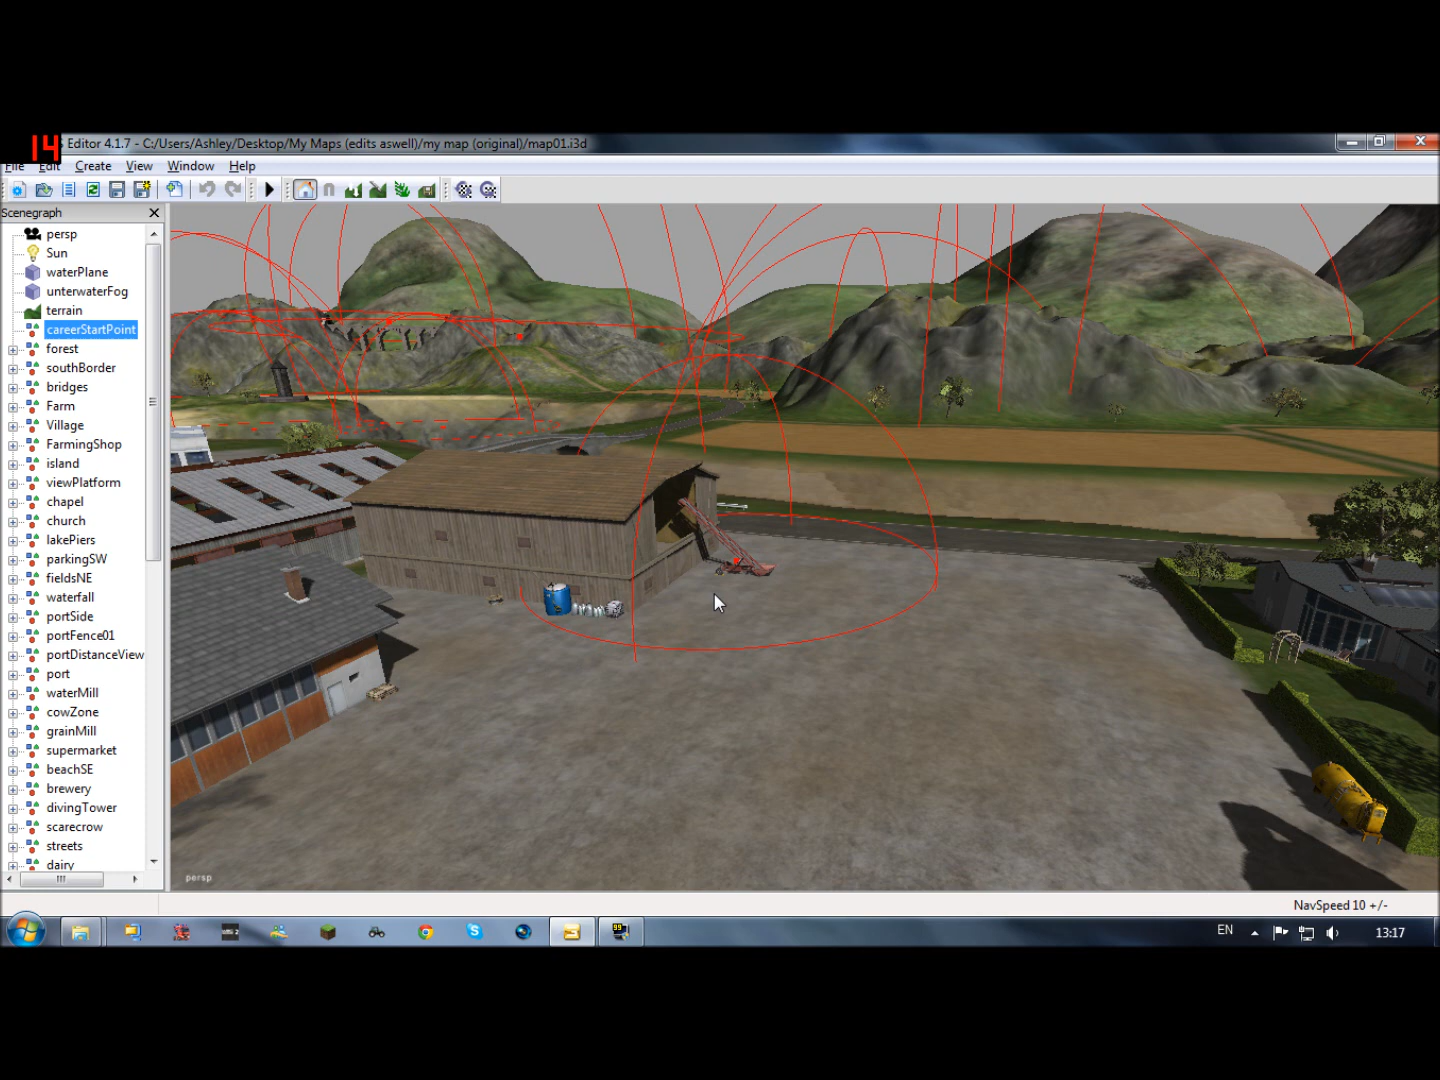 14
Editor 4.1.7 - C:/Users/Ashley/Desktop/My Maps (edits aswell)/my map (original)/map01.i3d
File Edit Create View Window Help
Scenegraph
persp
Sun
waterPlane
unterwaterFog
terrain
careerStartPoint
forest
southBorder
bridges
Farm
Village
FarmingShop
island
viewPlatform
chapel
church
lakePiers
parkingSW
fieldsNE
waterfall
portSide
portFence01
portDistanceView
port
waterMill
cowZone
grainMill
supermarket
beachSE
brewery
divingTower
scarecrow
streets
dairy
persp
NavSpeed 10 +/-
99
EN
13:17